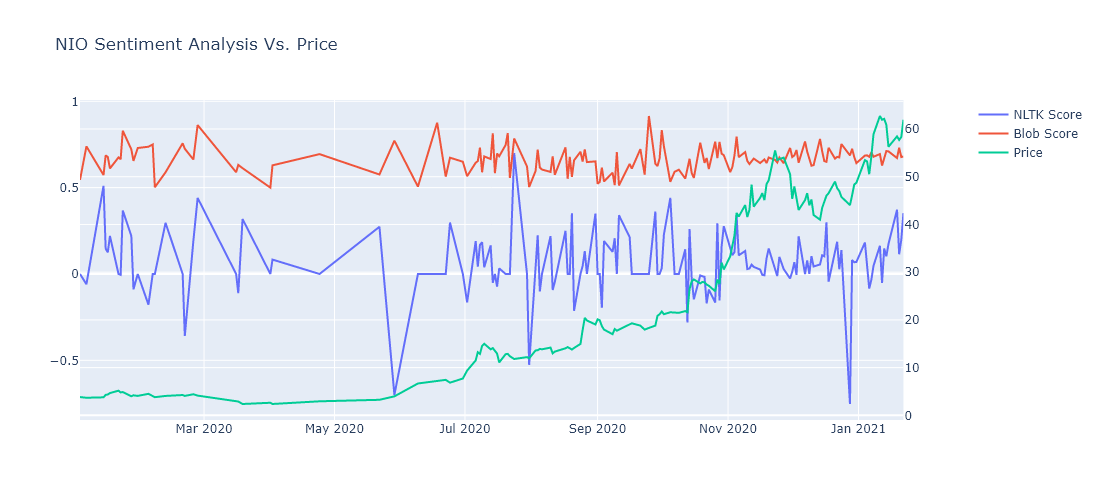 NIO Sentiment Analysis Vs. Price
NLTK Score
Blob Score
Price
1
0.5
0
−0.5
60
50
40
30
20
10
0
Mar 2020
May 2020
Jul 2020
Sep 2020
Nov 2020
Jan 2021